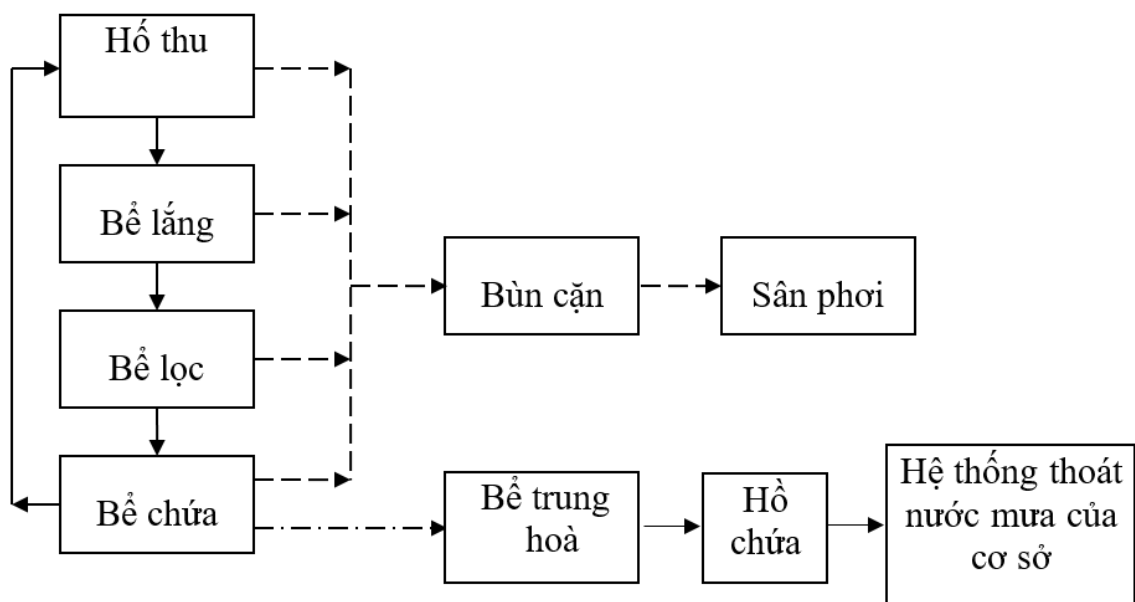 Hố thu
Bể lắng
Bể lọc
Bể chứa
Bùn cặn
Sân phơi
Bể trung
hoà
Hồ
chứa
Hệ thống thoát
nước mưa của
cơ sở